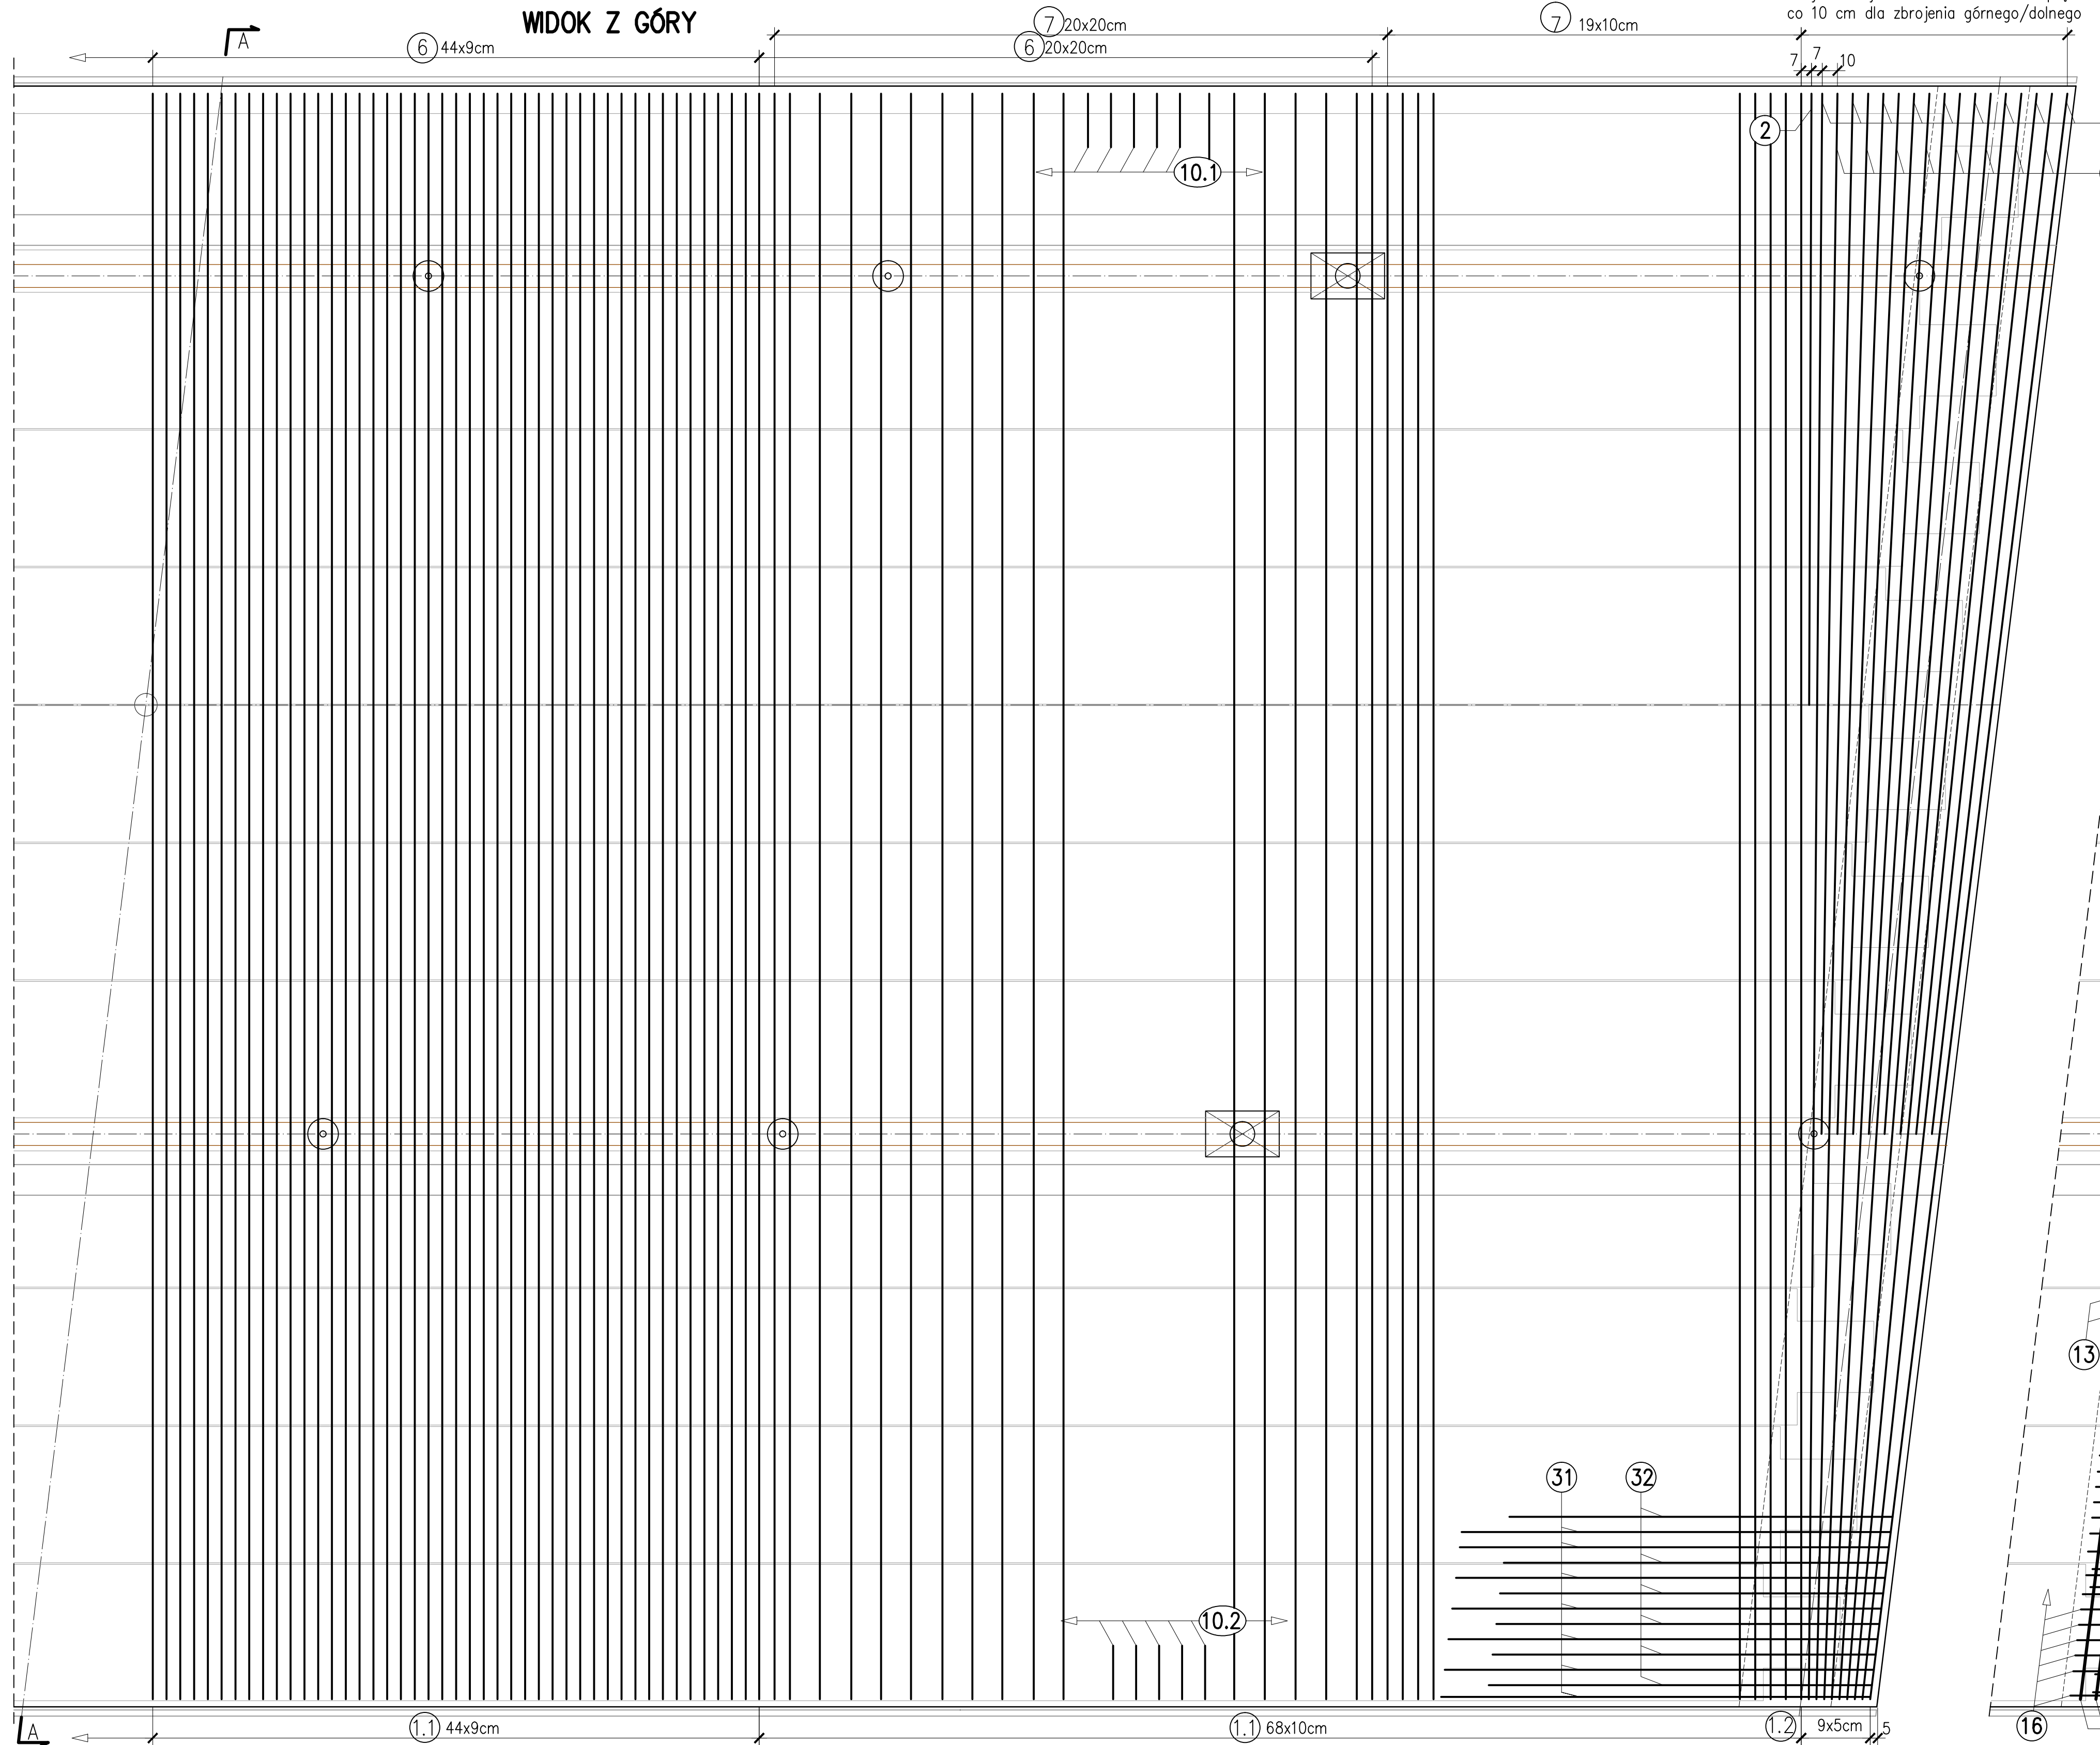 WIDOK Z GÓRY
co 10 cm dla zbrojenia górnego/dolnego
7 20x20cm
7 19x10cm
6 44x9cm
6 20x20cm
A
7 7 10
2
10.1
13
31
32
10.2
16
A
1.1 44x9cm
1.1 68x10cm
1.2 9x5cm 5